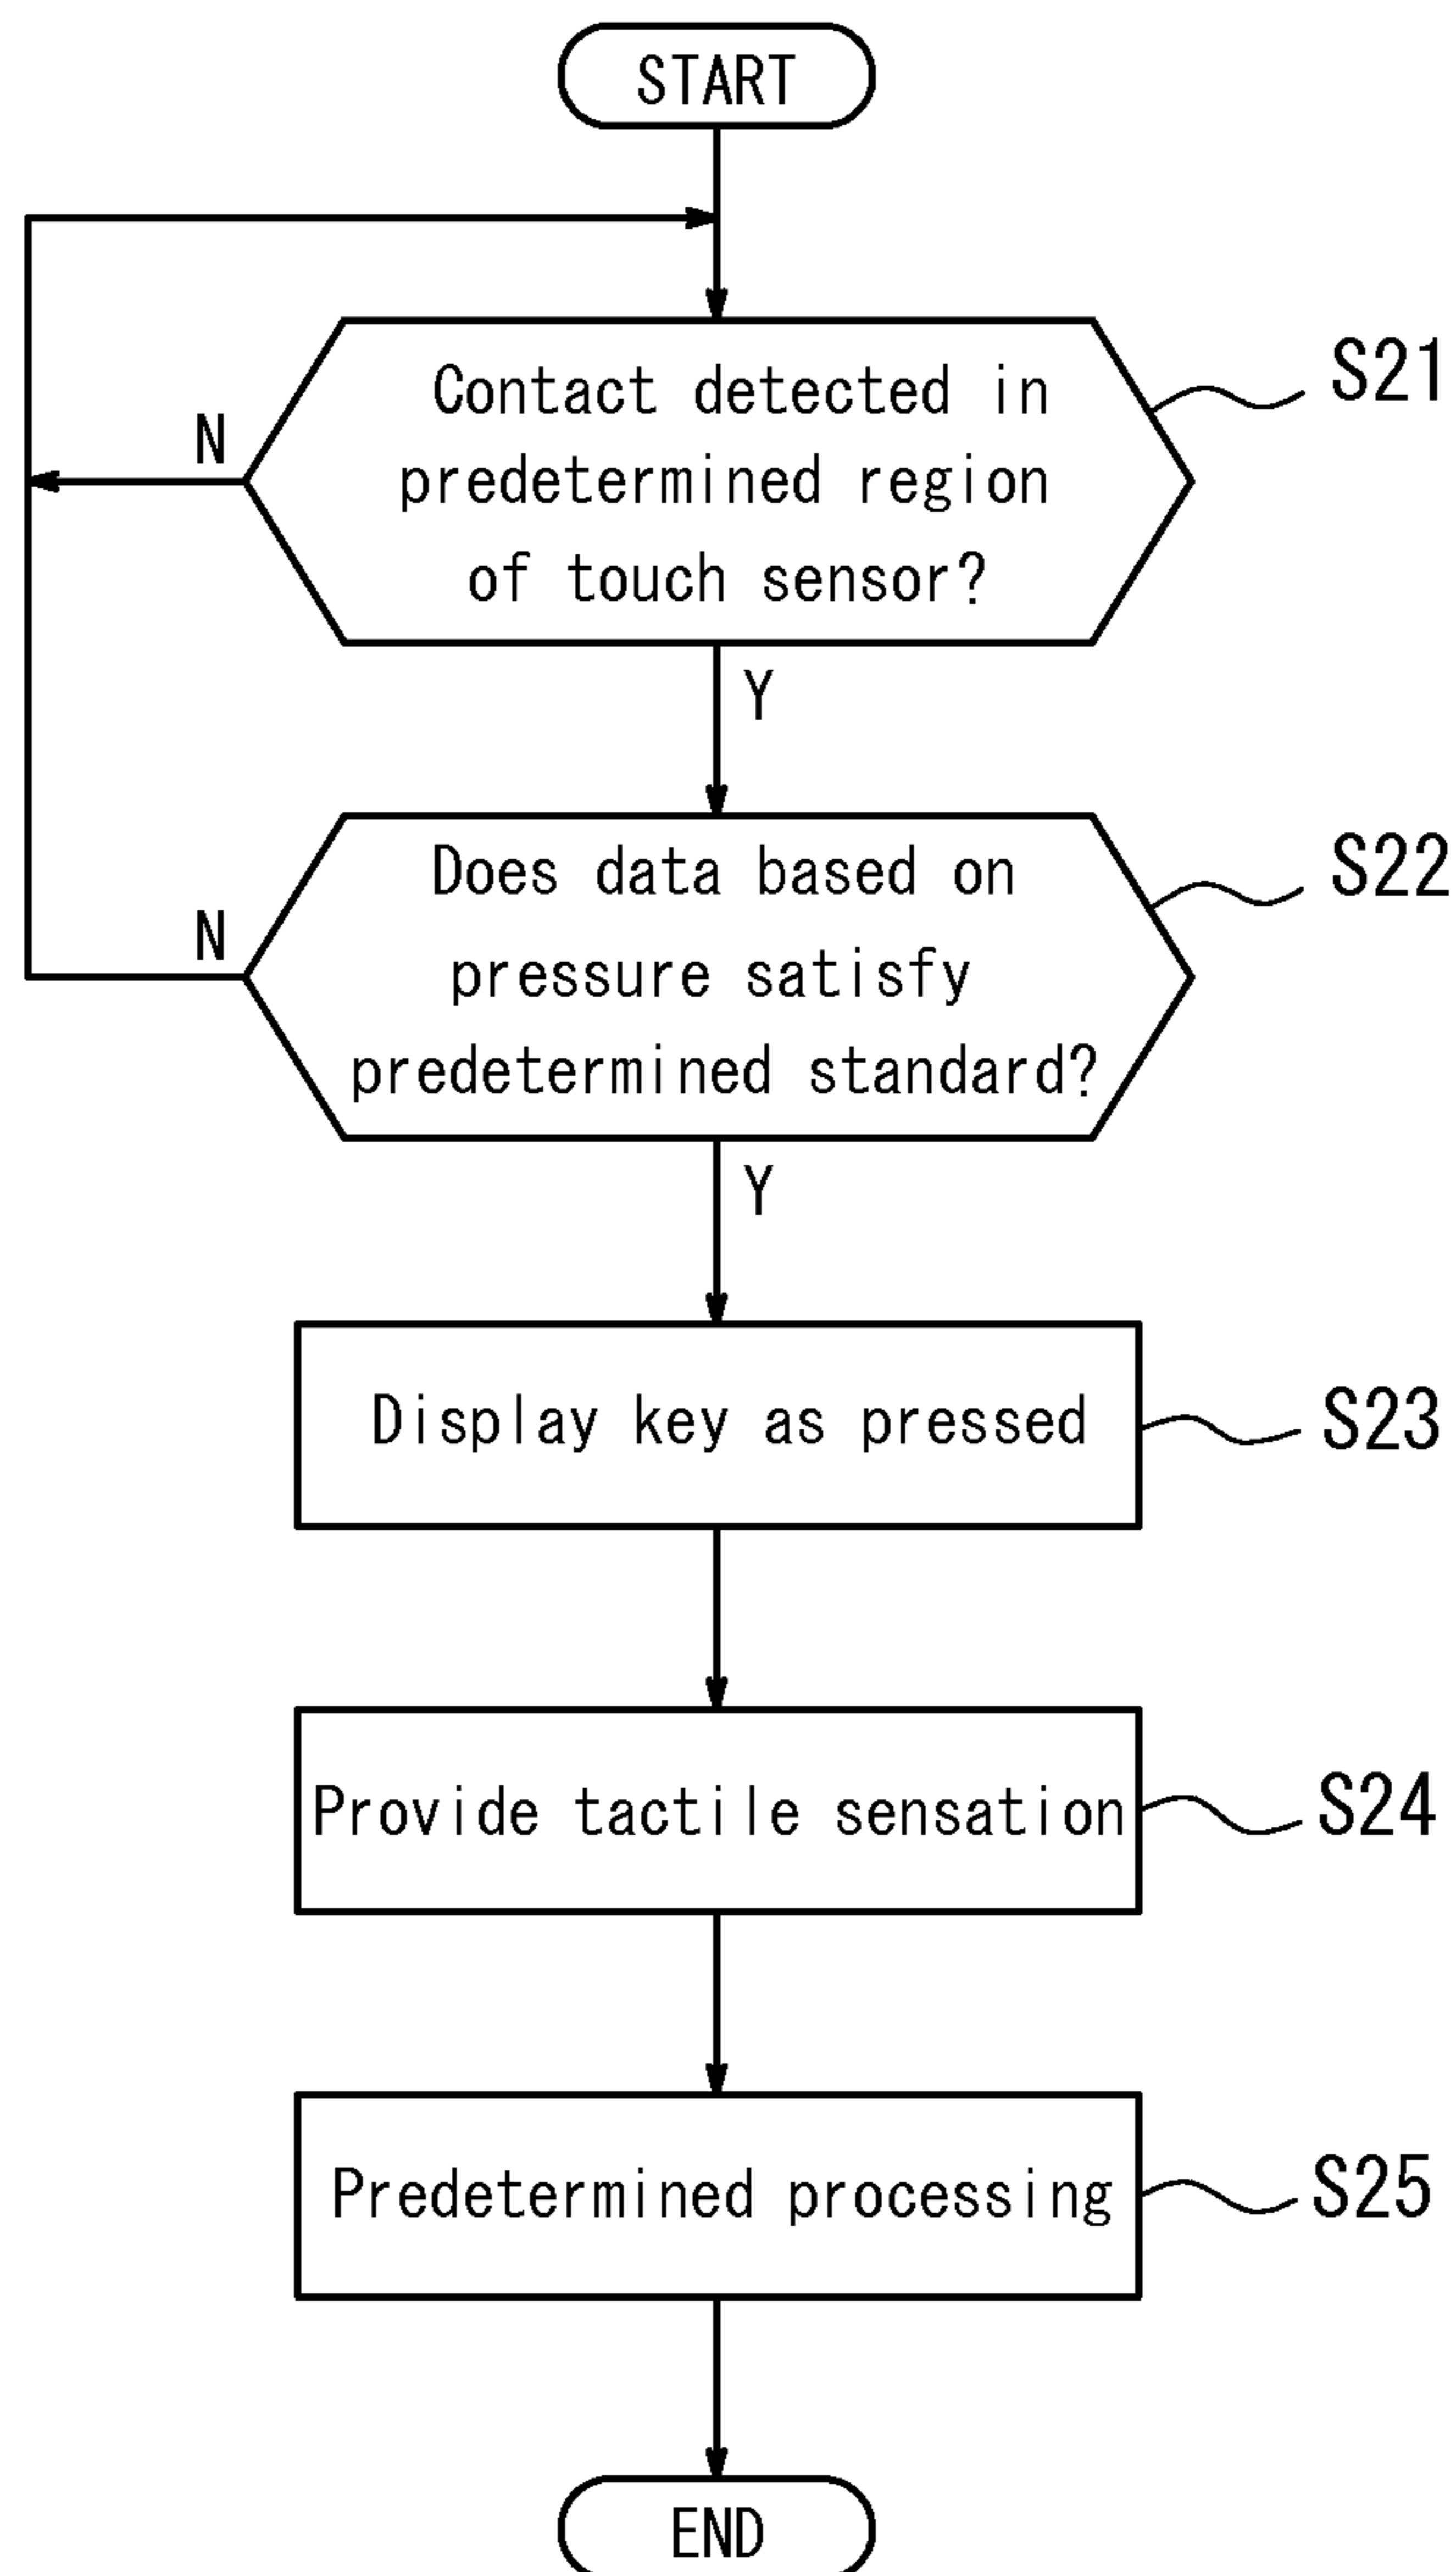 START
Contact detected in
predetermined region
of touch sensor?
S21
N
Y
Does data based on
pressure satisfy
predetermined standard?
S22
N
Y
Display key as pressed
S23
Provide tactile sensation
S24
Predetermined processing
S25
END